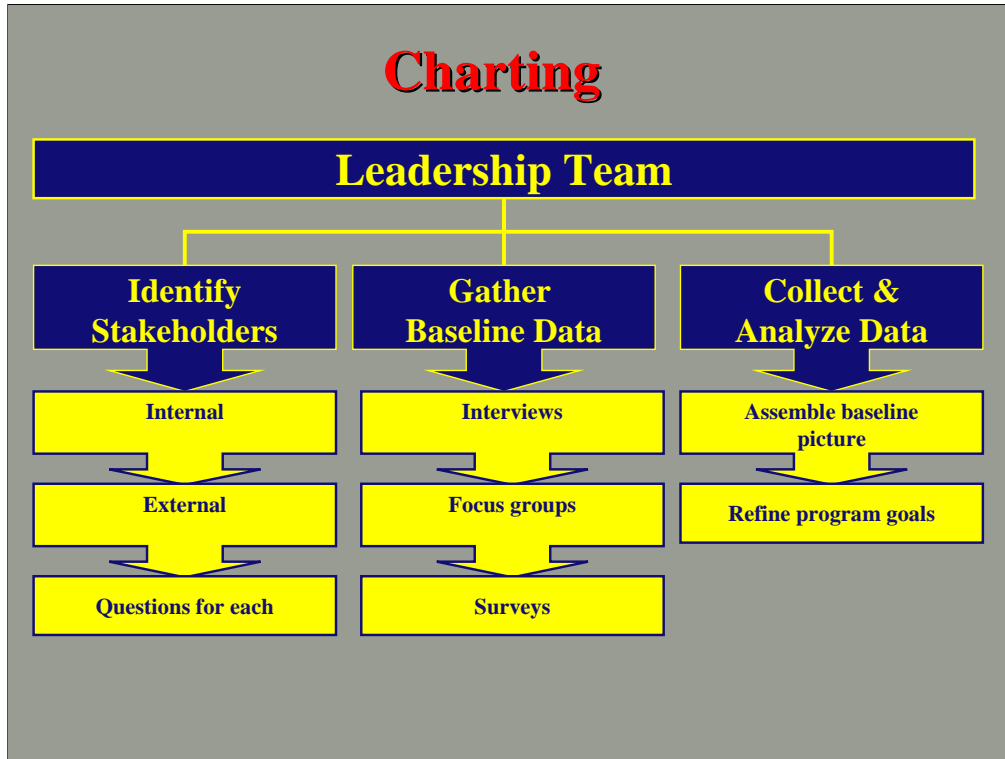 Charting
Leadership Team
Identify
Stakeholders
Internal
External
Questions for each
Gather
Baseline Data
Interviews
Focus groups
Surveys
Collect &
Analyze Data
Assemble baseline
picture
Refine program goals